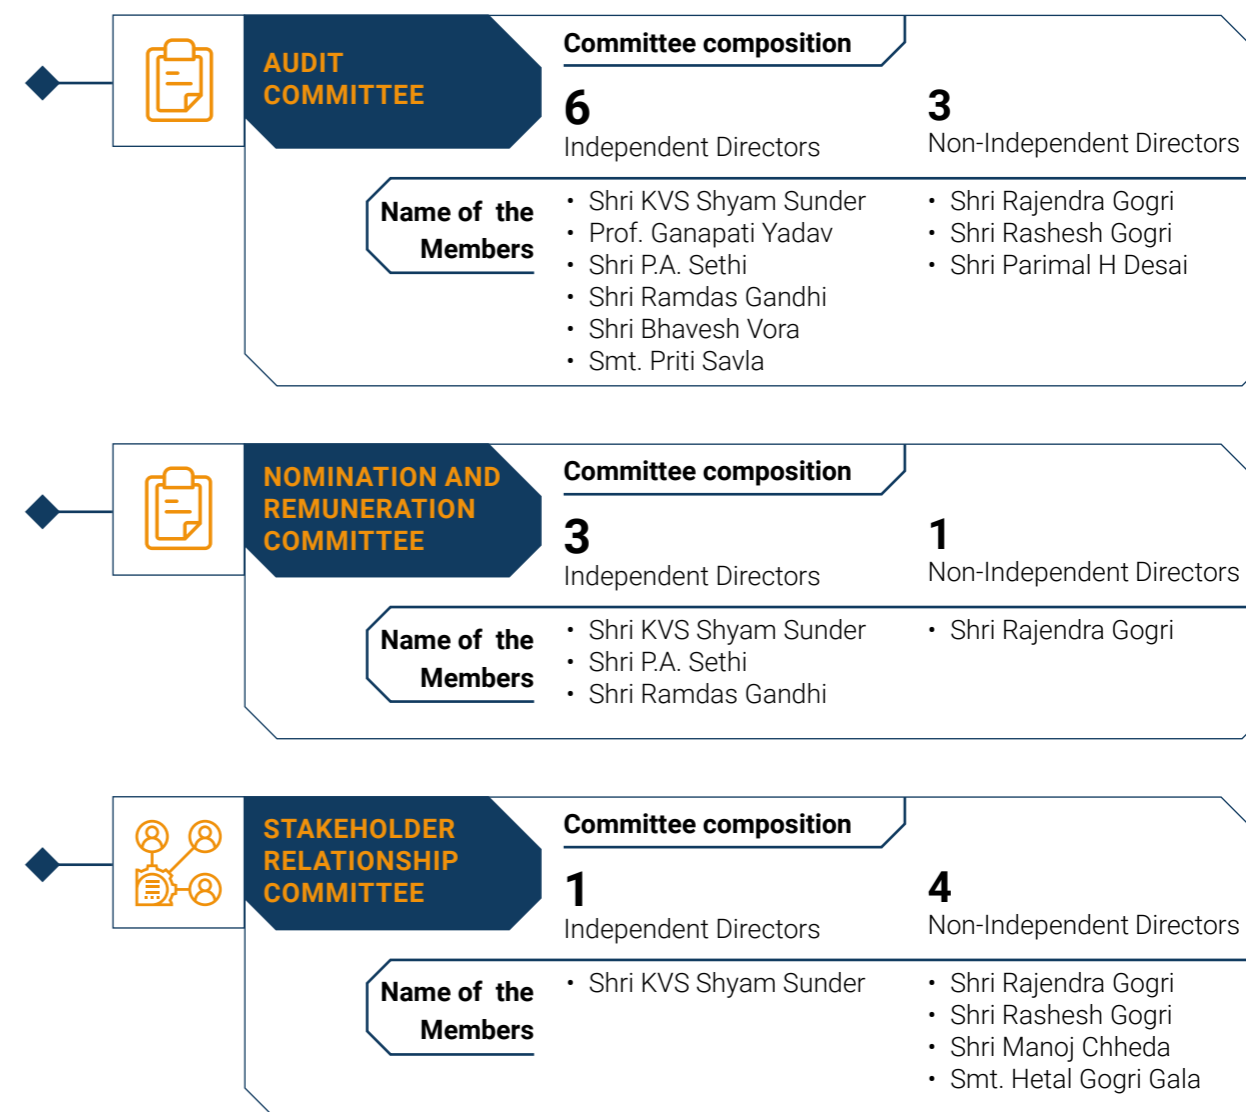 AUDIT
COMMITTEE
Committee composition
6
Independent Directors
3
Non-Independent Directors
Name of the
Members
• Shri KVS Shyam Sunder
• Prof. Ganapati Yadav
• Shri P.A. Sethi
• Shri Ramdas Gandhi
• Shri Bhavesh Vora
• Smt. Priti Savla
• Shri Rajendra Gogri
• Shri Rashesh Gogri
• Shri Parimal H Desai
NOMINATION AND
REMUNERATION
COMMITTEE
Committee composition
3
Independent Directors
1
Non-Independent Directors
Name of the
Members
• Shri KVS Shyam Sunder
• Shri P.A. Sethi
• Shri Ramdas Gandhi
• Shri Rajendra Gogri
STAKEHOLDER
RELATIONSHIP
COMMITTEE
Committee composition
1
Independent Directors
4
Non-Independent Directors
Name of the
Members
• Shri KVS Shyam Sunder
• Shri Rajendra Gogri
• Shri Rashesh Gogri
• Shri Manoj Chheda
• Smt. Hetal Gogri Gala